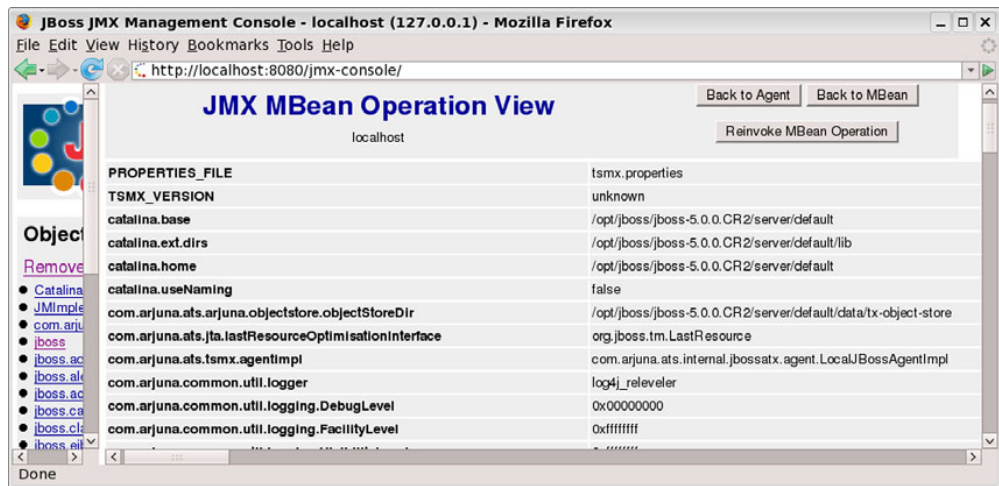 JBoss JMX Management Console - localhost (127.0.0.1) - Mozilla Firefox
File Edit View History Bookmarks Tools Help
http://localhost:8080/jmx-console/
JMX MBean Operation View
localhost
Back to Agent Back to MBean
Reinvoke MBean Operation
Object
Remove
Catalina
JMImple
com.arju
jboss
jboss.ac
jboss.ale
jboss.ac
jboss.ca
jboss.cla
jboss.ejb
PROPERTIES_FILE tsmx.properties
TSMX_VERSION unknown
catalina.base /opt/jboss/jboss-5.0.0.CR2/server/default
catalina.ext.dirs /opt/jboss/jboss-5.0.0.CR2/server/default/lib
catalina.home /opt/jboss/jboss-5.0.0.CR2/server/default
catalina.useNaming false
com.arjuna.ats.arjuna.objectstore.objectStoreDir /opt/jboss/jboss-5.0.0.CR2/server/default/data/tx-object-store
com.arjuna.ats.jta.lastResourceOptimisationInterface org.jboss.tm.LastResource
com.arjuna.ats.tsmx.agentimpl com.arjuna.ats.internal.jbossatx.agent.LocalJBossAgentImpl
com.arjuna.common.util.logger log4j_releveler
com.arjuna.common.util.logging.DebugLevel 0x00000000
com.arjuna.common.util.logging.FacilityLevel 0xffffffff
Done